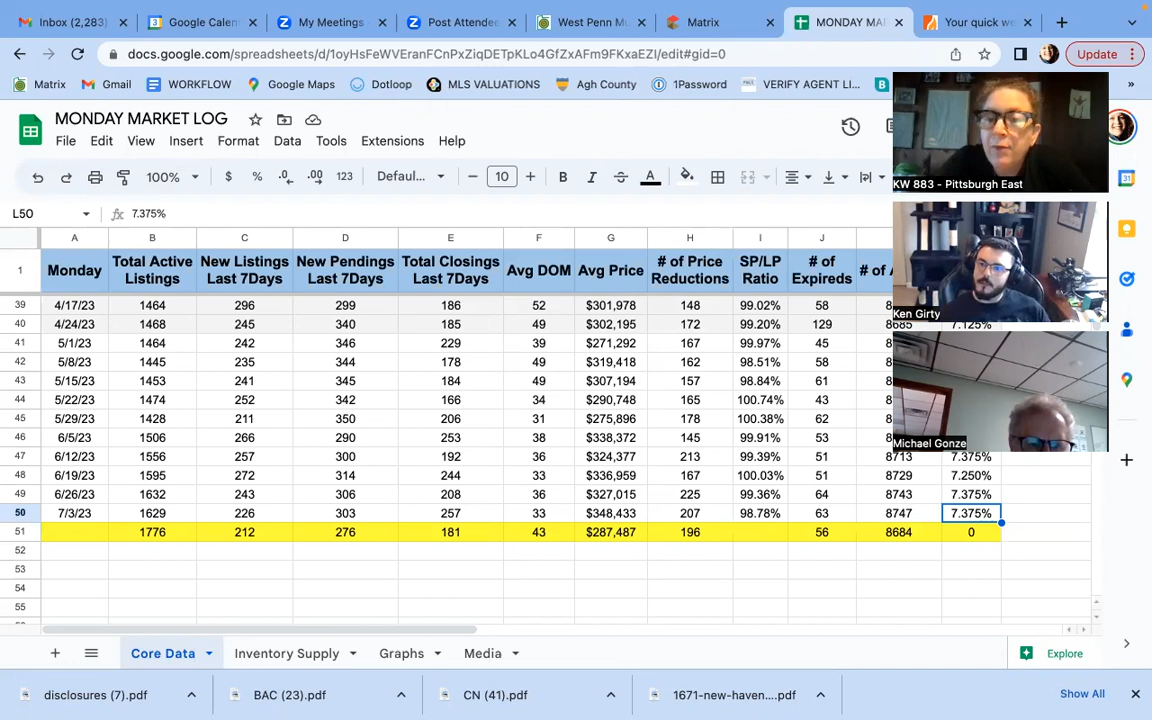 Inbox (2,283)
Google Calen
My Meetings -
Post Attendee
West Penn Mu
Matrix
MONDAY MA
Your quick we
docs.google.com/spreadsheets/d/1oyHsFeWVEranFCnPxZiqDETpKLo4GfZxAFm9FKxaEZI/edit#gid=0
Update
Matrix
Gmail
WORKFLOW
Google Maps
Dotloop
MLS VALUATIONS
Agh County
1Password
VERIFY AGENT LI...
MONDAY MARKET LOG
File Edit View Insert Format Data Tools Extensions Help
100% $ % .0 .00 123 Defaul... − 10 + B I A
L50 fx 7.375%
A B C D E F G H I J
1 Monday Total Active Listings New Listings Last 7Days New Pendings Last 7Days Total Closings Last 7Days Avg DOM Avg Price # of Price Reductions SP/LP Ratio # of Expireds # of A
39 4/17/23 1464 296 299 186 52 $301,978 148 99.02% 58
40 4/24/23 1468 245 340 185 49 $302,195 172 99.20% 129 8685 7.125%
41 5/1/23 1464 242 346 229 39 $271,292 167 99.97% 45
42 5/8/23 1445 235 344 178 49 $319,418 162 98.51% 58
43 5/15/23 1453 241 345 184 49 $307,194 157 98.84% 61
44 5/22/23 1474 252 342 166 34 $290,748 165 100.74% 43
45 5/29/23 1428 211 350 206 31 $275,896 178 100.38% 62
46 6/5/23 1506 266 290 253 38 $338,372 145 99.91% 53
47 6/12/23 1556 257 300 192 36 $324,377 213 99.39% 51 8713 7.375%
48 6/19/23 1595 272 314 244 33 $336,959 167 100.03% 51 8729 7.250%
49 6/26/23 1632 243 306 208 36 $327,015 225 99.36% 64 8743 7.375%
50 7/3/23 1629 226 303 257 33 $348,433 207 98.78% 63 8747 7.375%
51 1776 212 276 181 43 $287,487 196 56 8684 0
52
53
54
55
KW 883 - Pittsburgh East
Ken Girty
Michael Gonze
Core Data
Inventory Supply
Graphs
Media
Explore
disclosures (7).pdf
BAC (23).pdf
CN (41).pdf
1671-new-haven....pdf
Show All